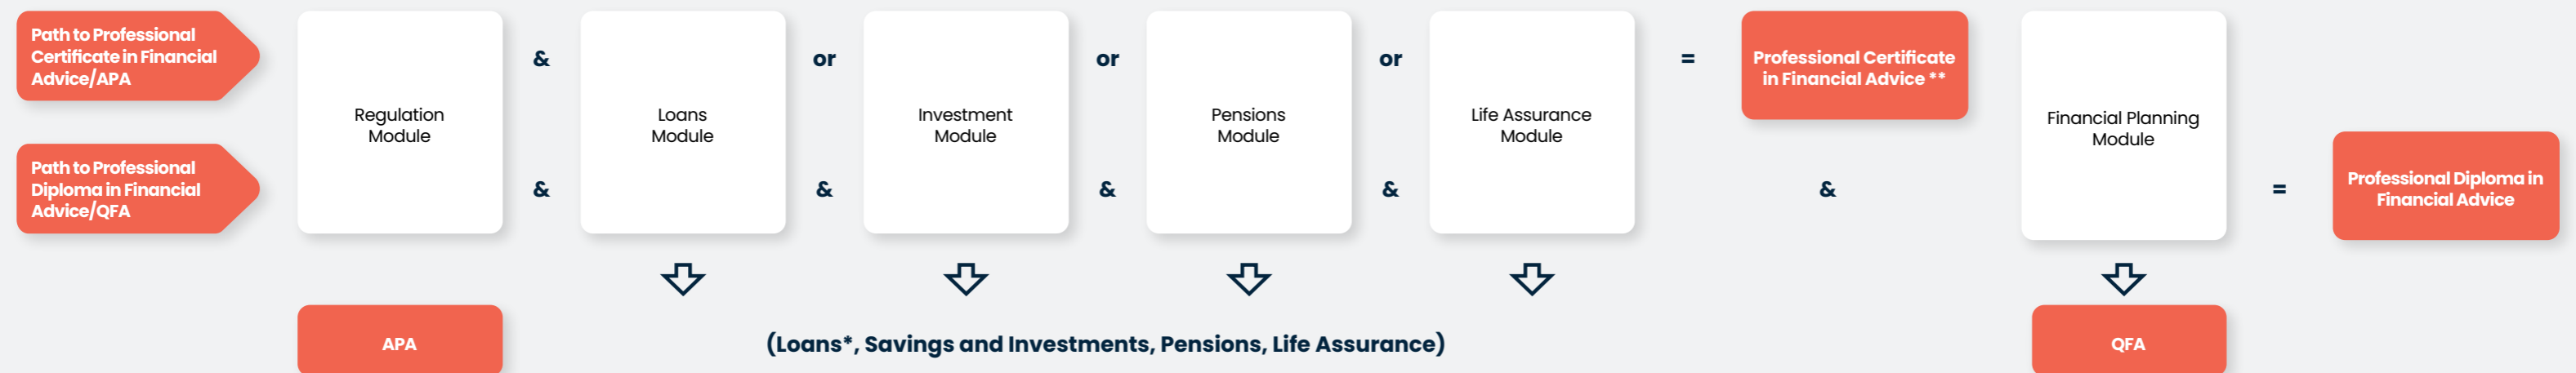 Path to Professional
Certificate in Financial
Advice/APA
Regulation
Module
&
Loans
Module
or
Investment
Module
or
Pensions
Module
or
Life Assurance
Module
=
Professional Certificate
in Financial Advice **
Financial Planning
Module
Path to Professional
Diploma in Financial
Advice/QFA
&
&
&
&
&
=
Professional Diploma in
Financial Advice
APA
(Loans*, Savings and Investments, Pensions, Life Assurance)
QFA